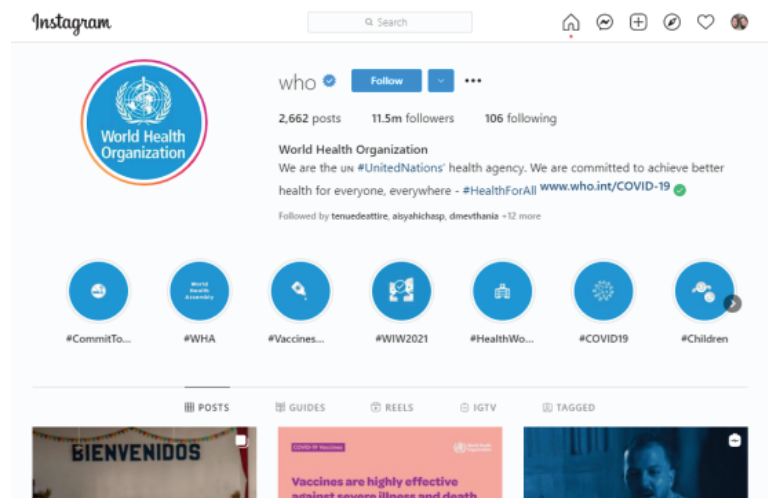 Instagram
Search
who
Follow
2,662 posts 11.5m followers 106 following
World Health Organization
We are the UN #UnitedNations' health agency. We are committed to achieve better
health for everyone, everywhere - #HealthForAll www.who.int/COVID-19
Followed by tenuedeattire, aisyahichasp, dmevthania +12 more
World Health
Organization
World
Health
Assembly
#CommitTo... #WHA #Vaccines... #WIW2021 #HealthWo... #COVID19 #Children
POSTS GUIDES REELS IGTV TAGGED
BIENVENIDOS
COVID-19 Vaccines
World Health
Organization
Vaccines are highly effective
against severe illness and death